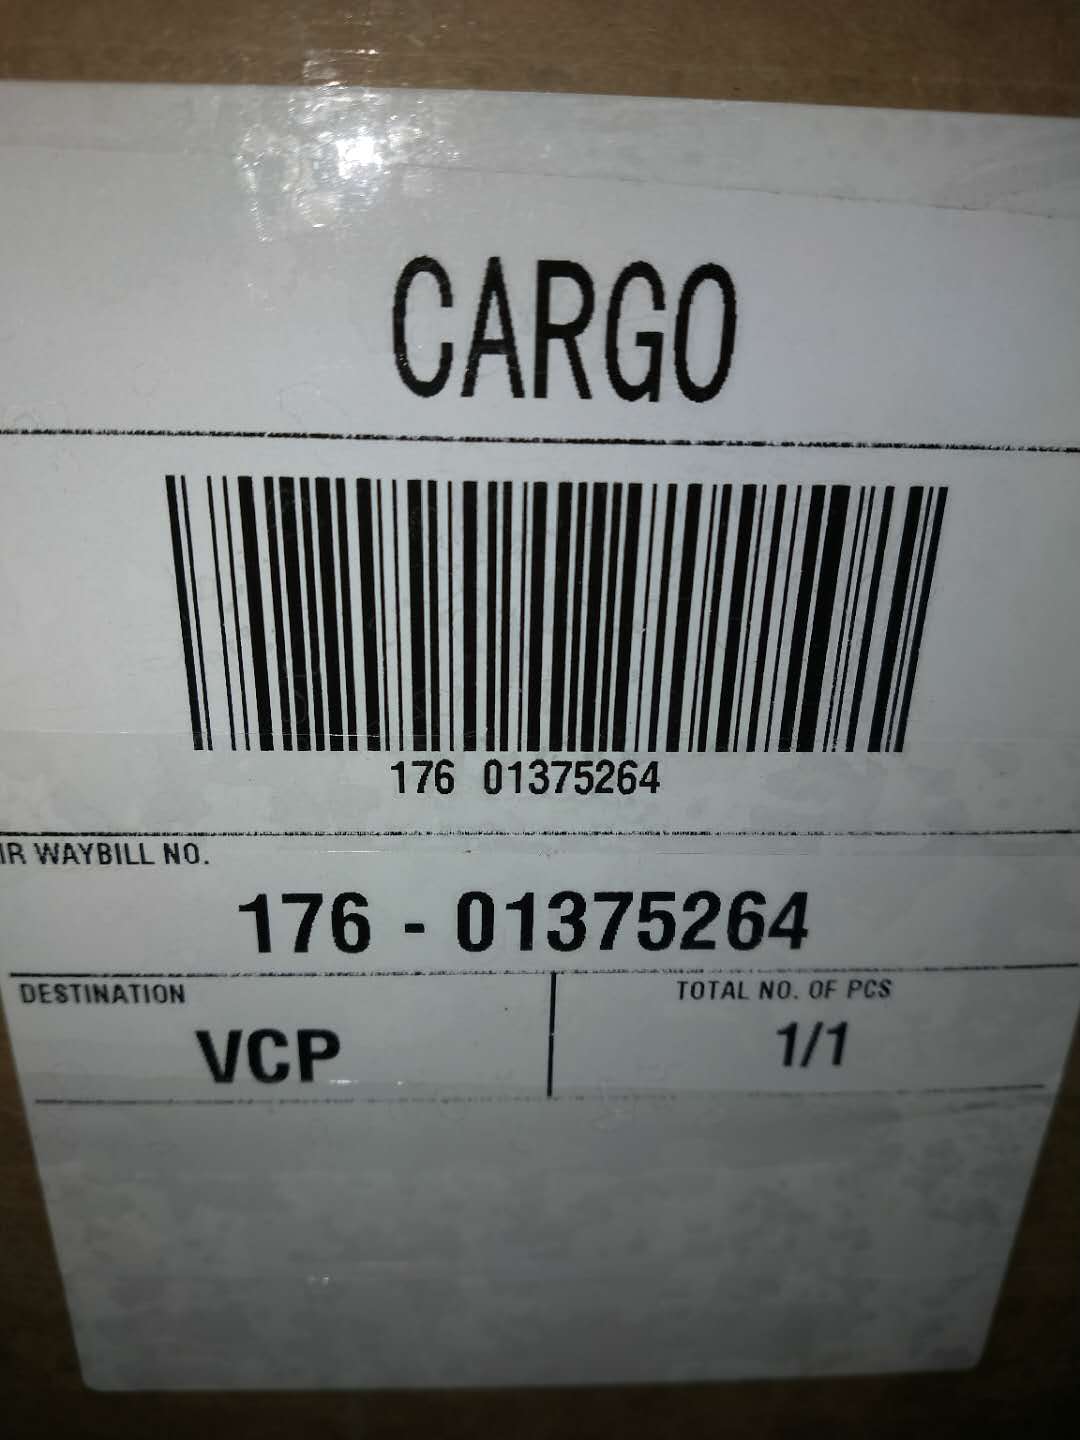 CARGO
176 01375264
IR WAYBILL NO.
176 - 01375264
DESTINATION
TOTAL NO. OF PCS
VCP
1/1